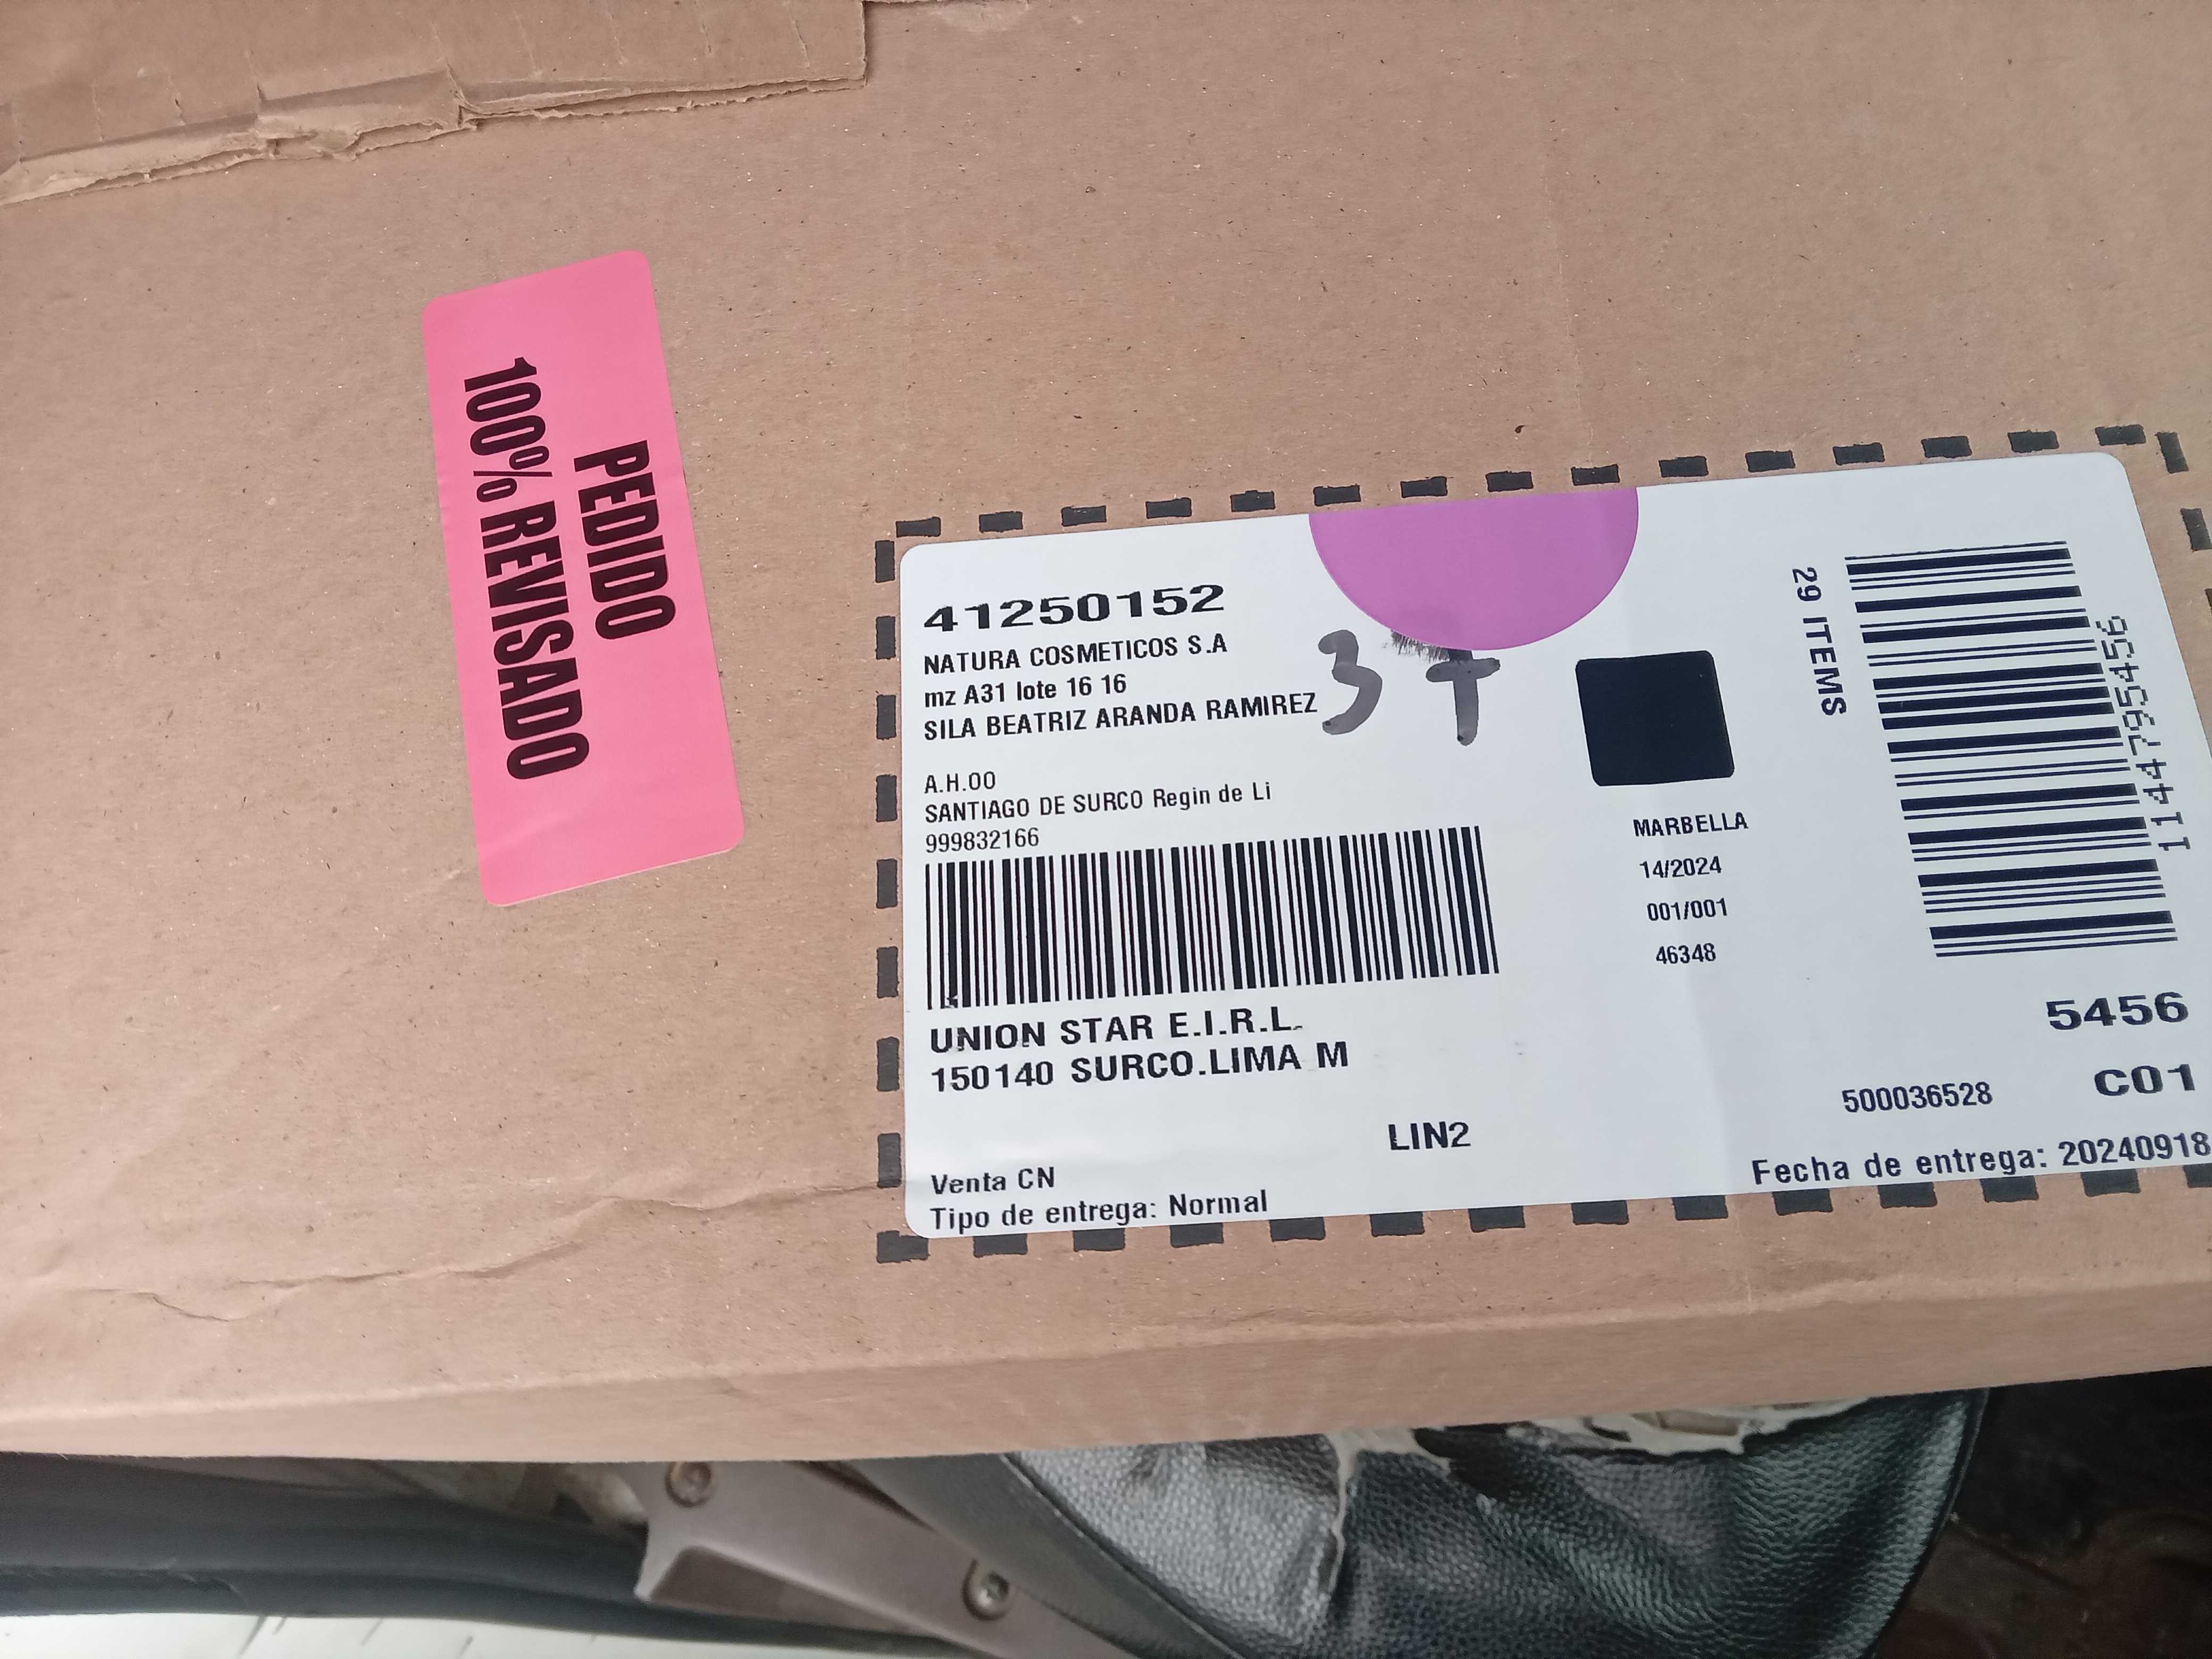 PEDIDO
100% REVISADO
41250152
NATURA COSMETICOS S.A
mz A31 lote 16 16
SILA BEATRIZ ARANDA RAMIREZ
37
A.H.OO
SANTIAGO DE SURCO Regin de Li
999832166
UNION STAR E.I.R.L.
150140 SURCO.LIMA M
LIN2
Venta CN
Tipo de entrega: Normal
MARBELLA
14/2024
001/001
46348
29 ITEMS
1144795456
5456
C01
500036528
Fecha de entrega: 20240918